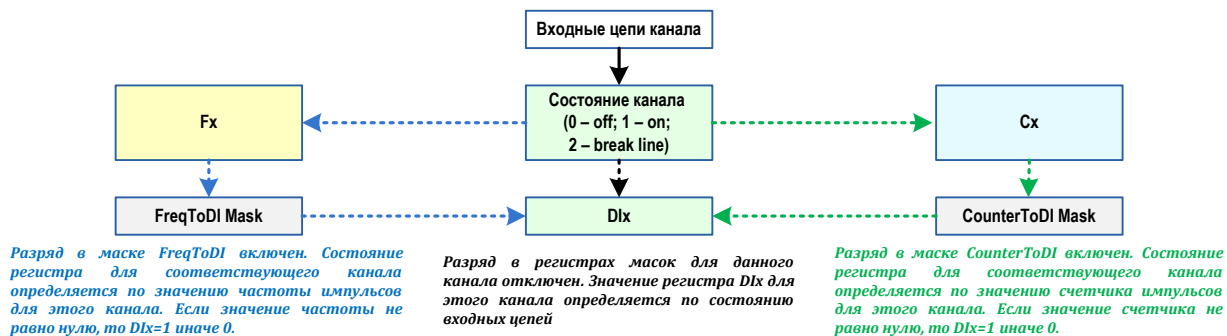 Входные цепи канала
Fx
Состояние канала
(0 – off; 1 – on;
2 – break line)
Cx
FreqToDI Mask
DIx
CounterToDI Mask
Разряд в маске FreqToDI включен. Состояние
регистра для соответствующего канала
определяется по значению частоты импульсов
для этого канала. Если значение частоты не
равно нулю, то DIx=1 иначе 0.
Разряд в регистрах масок для данного
канала отключен. Значение регистра DIx для
этого канала определяется по состоянию
входных цепей
Разряд в маске CounterToDI включен. Состояние
регистра для соответствующего канала
определяется по значению счетчика импульсов
для этого канала. Если значение счетчика не
равно нулю, то DIx=1 иначе 0.